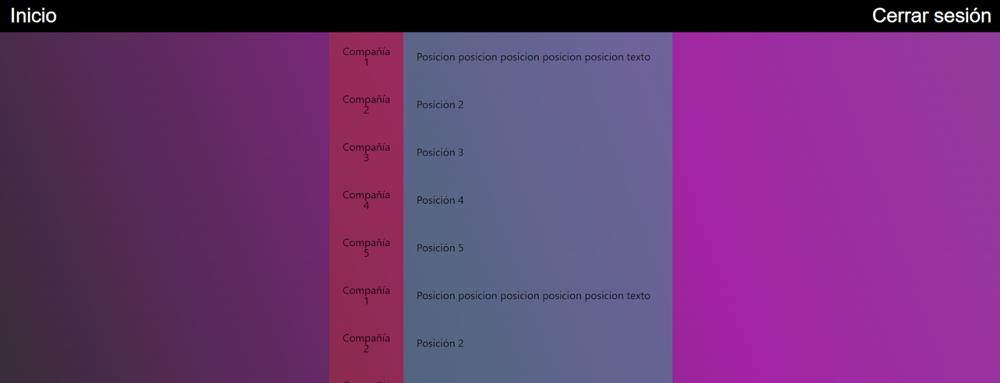 Inicio
Cerrar sesión
Compañía
1
Posicion posicion posicion posicion posicion texto
Compañía
2
Posición 2
Compañía
3
Posición 3
Compañía
4
Posición 4
Compañía
5
Posición 5
Compañía
1
Posicion posicion posicion posicion posicion texto
Compañía
2
Posición 2